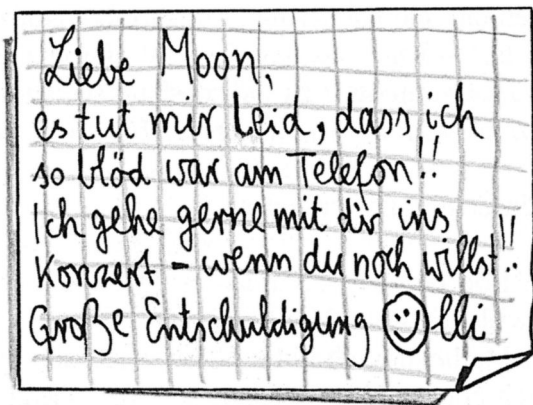 Liebe Moon,
es tut mir Leid, dass ich
so blöd war am Telefon!!
Ich gehe gerne mit dir ins
Konzert - wenn du noch willst!!
Große Entschuldigung ☺lli